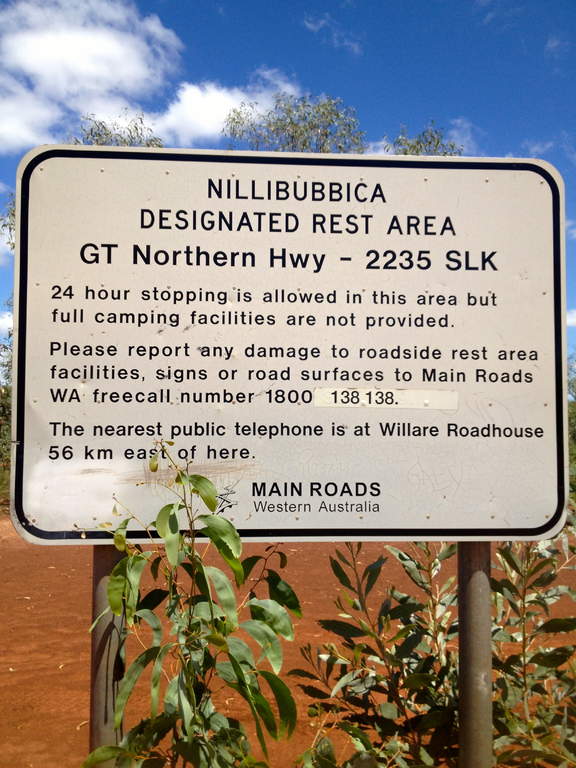 NILLIBUBBICA
DESIGNATED REST AREA
GT Northern Hwy - 2235 SLK
24 hour stopping is allowed in this area but
full camping facilities are not provided.
Please report any damage to roadside rest area
facilities, signs or road surfaces to Main Roads
WA freecall number 1800 138 138.
The nearest public telephone is at Willare Roadhouse
56 km east of here.
MAIN ROADS
Western Australia